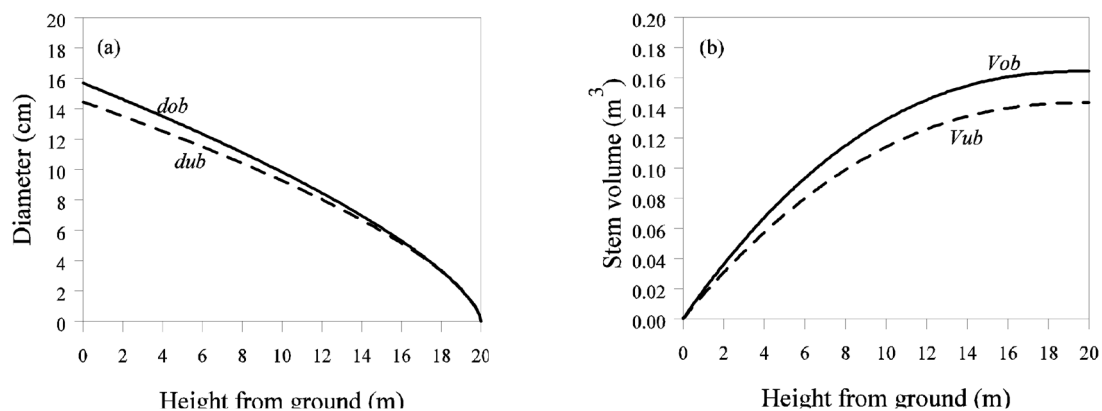 20
18
16
14
12
10
8
6
4
2
0
(a)
dob
dub
Diameter (cm)
0 2 4 6 8 10 12 14 16 18 20
Height from ground (m)
0.20
0.18
0.16
0.14
0.12
0.10
0.08
0.06
0.04
0.02
0.00
(b)
Vob
Vub
Stem volume (m³)
0 2 4 6 8 10 12 14 16 18 20
Height from ground (m)